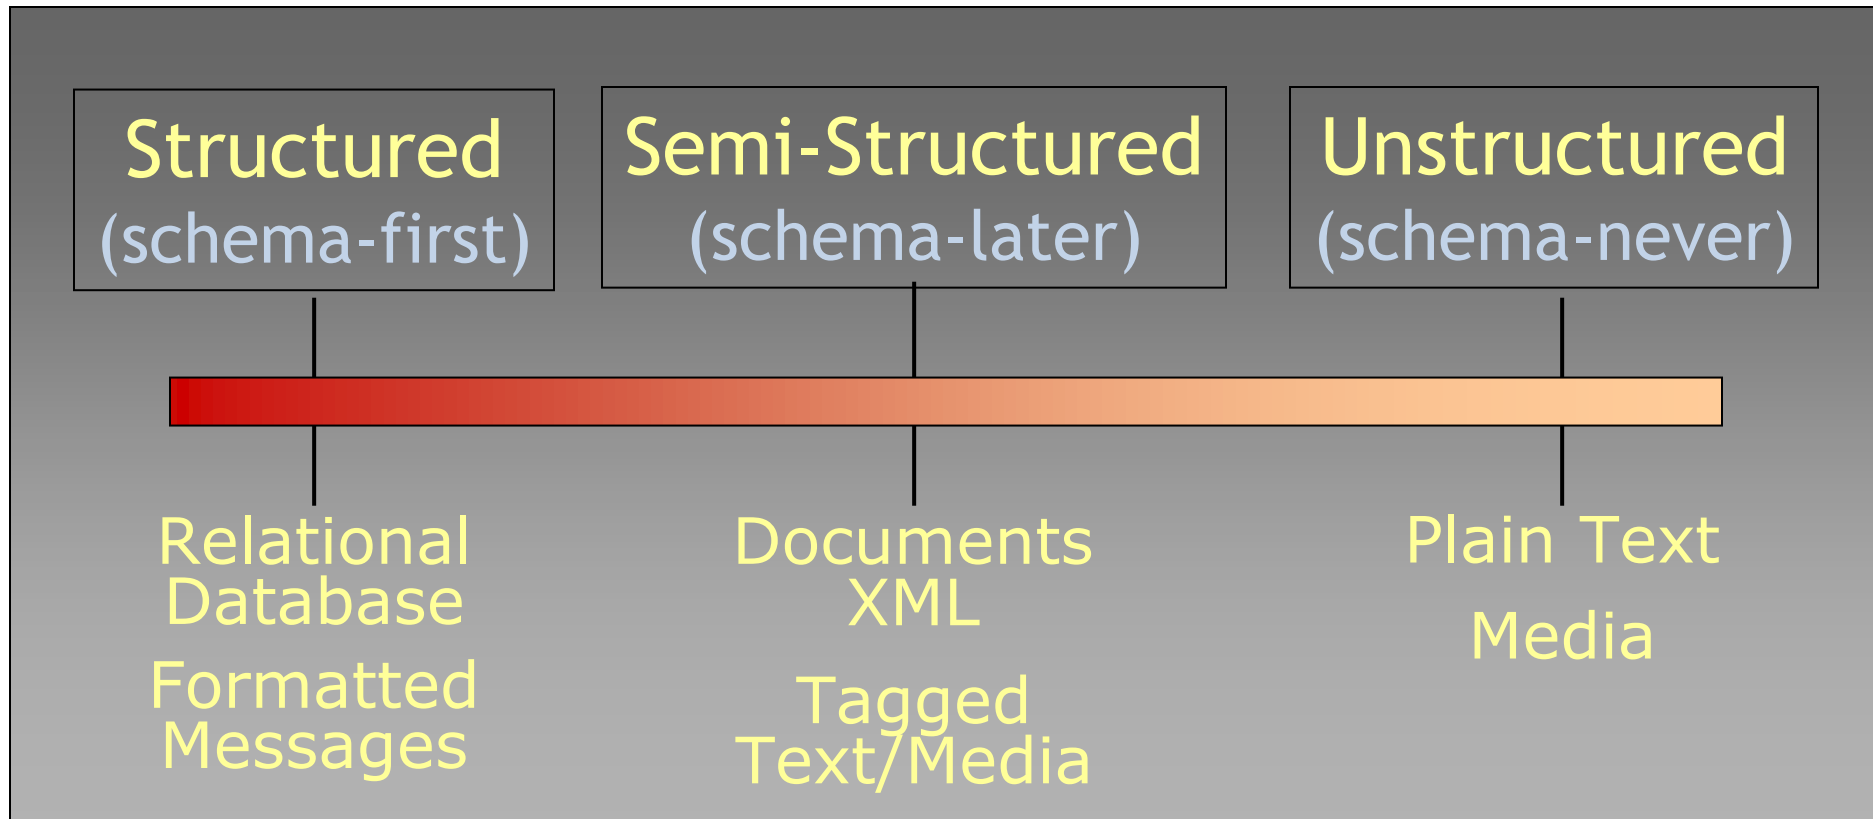 Structured
(schema-first)
Semi-Structured
(schema-later)
Unstructured
(schema-never)
Relational
Database
Formatted
Messages
Documents
XML
Tagged
Text/Media
Plain Text
Media